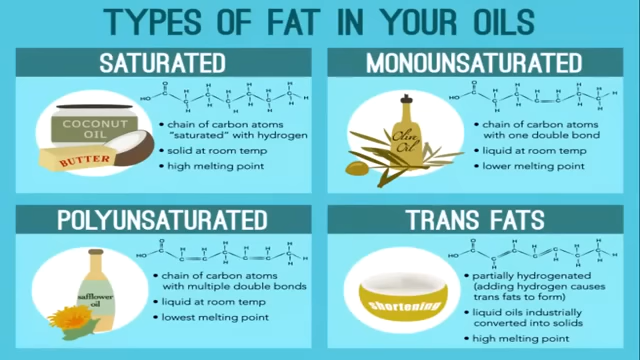 TYPES OF FAT IN YOUR OILS
SATURATED
COCONUT
OIL
BUTTER
• chain of carbon atoms
"saturated" with hydrogen
• solid at room temp
• high melting point
MONOUNSATURATED
Olive
Oil
• chain of carbon atoms
with one double bond
• liquid at room temp
• lower melting point
POLYUNSATURATED
safflower
oil
• chain of carbon atoms
with multiple double bonds
• liquid at room temp
• lowest melting point
TRANS FATS
shortening
• partially hydrogenated
(adding hydrogen causes
trans fats to form)
• liquid oils industrially
converted into solids
• high melting point